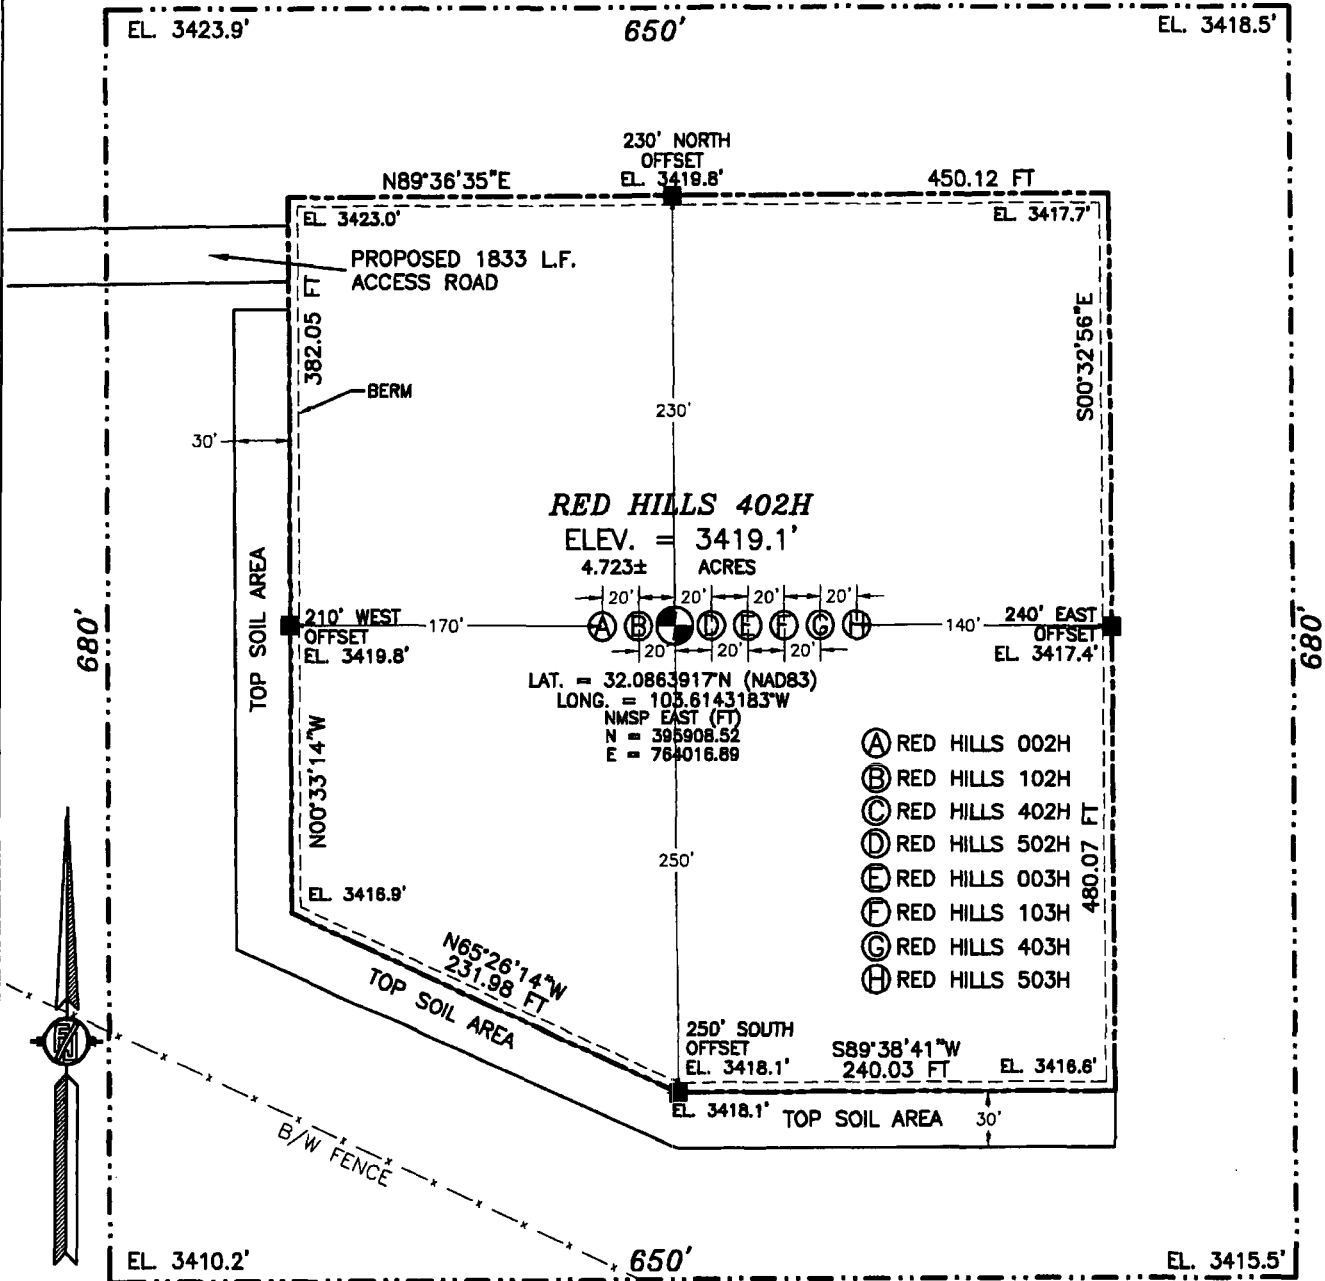 EL. 3423.9'
650'
EL. 3418.5'
230' NORTH
OFFSET
EL. 3419.8'
N89°36'35"E
450.12 FT
EL. 3423.0'
EL. 3417.7'
PROPOSED 1833 L.F.
ACCESS ROAD
382.05 FT
S00°32'56"E
BERM
230'
30'
RED HILLS 402H
ELEV. = 3419.1'
4.723± ACRES
20' 20' 20' 20'
TOP SOIL AREA
680'
680'
210' WEST
OFFSET
EL. 3419.8'
170'
A B D E F G H
140'
240' EAST
OFFSET
EL. 3417.4'
20' 20' 20'
LAT. = 32.0863917°N (NAD83)
LONG. = 103.6143183°W
NMSP EAST (FT)
N = 395908.52
E = 764016.89
N00°33'14"W
A RED HILLS 002H
B RED HILLS 102H
C RED HILLS 402H
D RED HILLS 502H
E RED HILLS 003H
F RED HILLS 103H
G RED HILLS 403H
H RED HILLS 503H
480.07 FT
250'
EL. 3416.9'
N65°26'14"W
231.98 FT
TOP SOIL AREA
250' SOUTH
OFFSET
EL. 3418.1'
S89°38'41"W
240.03 FT
EL. 3416.6'
EL. 3418.1'
TOP SOIL AREA
30'
B/W FENCE
EL. 3410.2'
650'
EL. 3415.5'